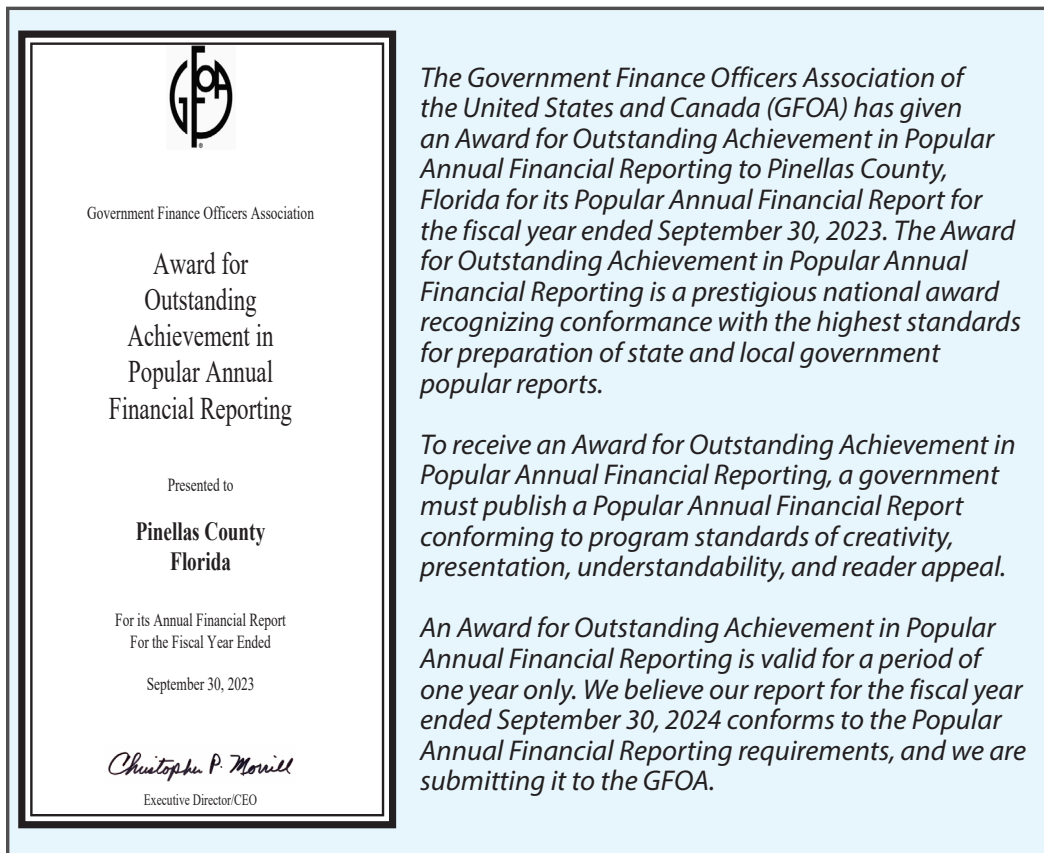 GFOA
®
Government Finance Officers Association
Award for
Outstanding
Achievement in
Popular Annual
Financial Reporting
Presented to
Pinellas County
Florida
For its Annual Financial Report
For the Fiscal Year Ended
September 30, 2023
Christopher P. Morrill
Executive Director/CEO
The Government Finance Officers Association of
the United States and Canada (GFOA) has given
an Award for Outstanding Achievement in Popular
Annual Financial Reporting to Pinellas County,
Florida for its Popular Annual Financial Report for
the fiscal year ended September 30, 2023. The Award
for Outstanding Achievement in Popular Annual
Financial Reporting is a prestigious national award
recognizing conformance with the highest standards
for preparation of state and local government
popular reports.
To receive an Award for Outstanding Achievement in
Popular Annual Financial Reporting, a government
must publish a Popular Annual Financial Report
conforming to program standards of creativity,
presentation, understandability, and reader appeal.
An Award for Outstanding Achievement in Popular
Annual Financial Reporting is valid for a period of
one year only. We believe our report for the fiscal year
ended September 30, 2024 conforms to the Popular
Annual Financial Reporting requirements, and we are
submitting it to the GFOA.